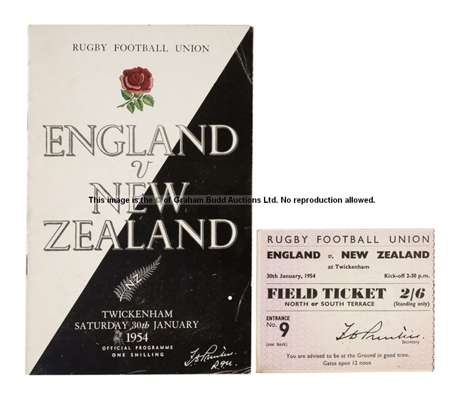 RUGBY FOOTBALL UNION
ENGLAND
v
NEW
ZEALAND
NZ
TWICKENHAM
SATURDAY 30th JANUARY
1954
OFFICIAL PROGRAMME
ONE SHILLING
This image is the © of Graham Budd Auctions Ltd. No reproduction allowed.
RUGBY FOOTBALL UNION
ENGLAND v. NEW ZEALAND
at Twickenham
30th January, 1954 Kick-off 2-30 p.m.
FIELD TICKET 2/6
NORTH or SOUTH TERRACE (Standing only)
ENTRANCE
No. 9
(see back)
Secretary
You are advised to be at the Ground in good time.
Gates open 12 noon